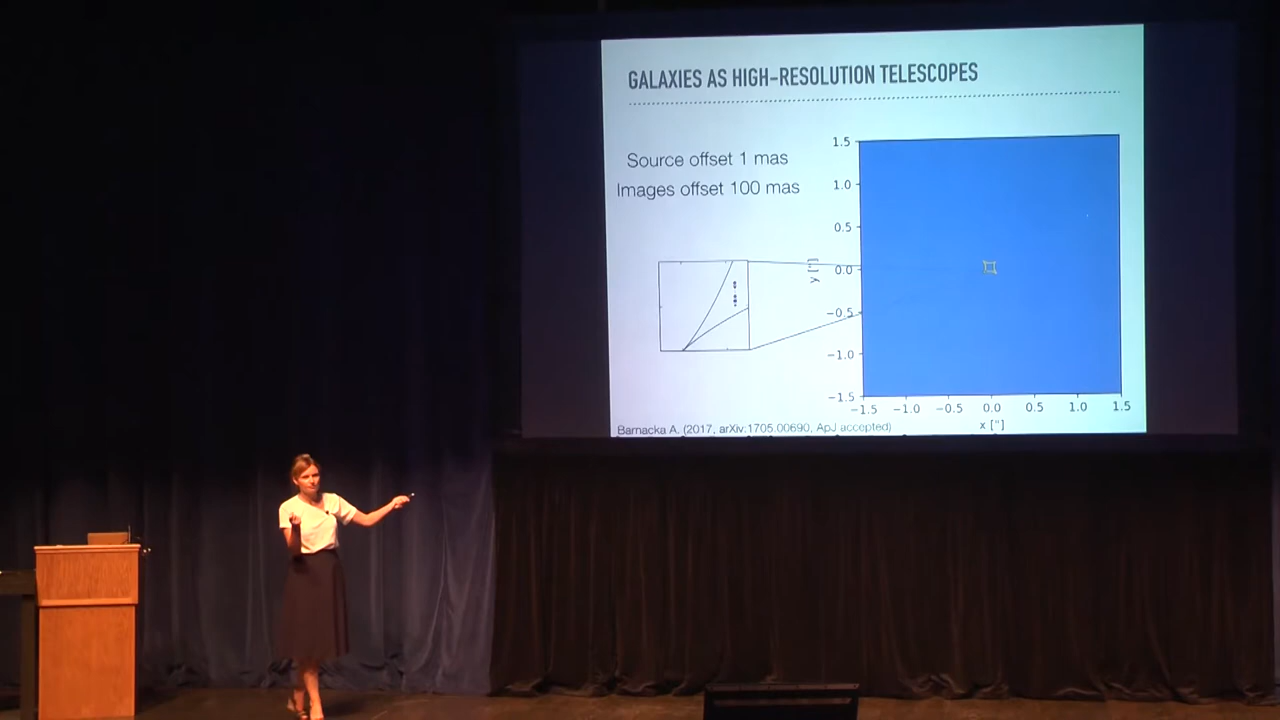 GALAXIES AS HIGH-RESOLUTION TELESCOPES
Source offset 1 mas
Images offset 100 mas
1.5
1.0
0.5
0.0
−0.5
−1.0
−1.5
y ["]
−1.5 −1.0 −0.5 0.0 0.5 1.0 1.5
x ["]
Barnacka A. (2017, arXiv:1705.00690, ApJ accepted)